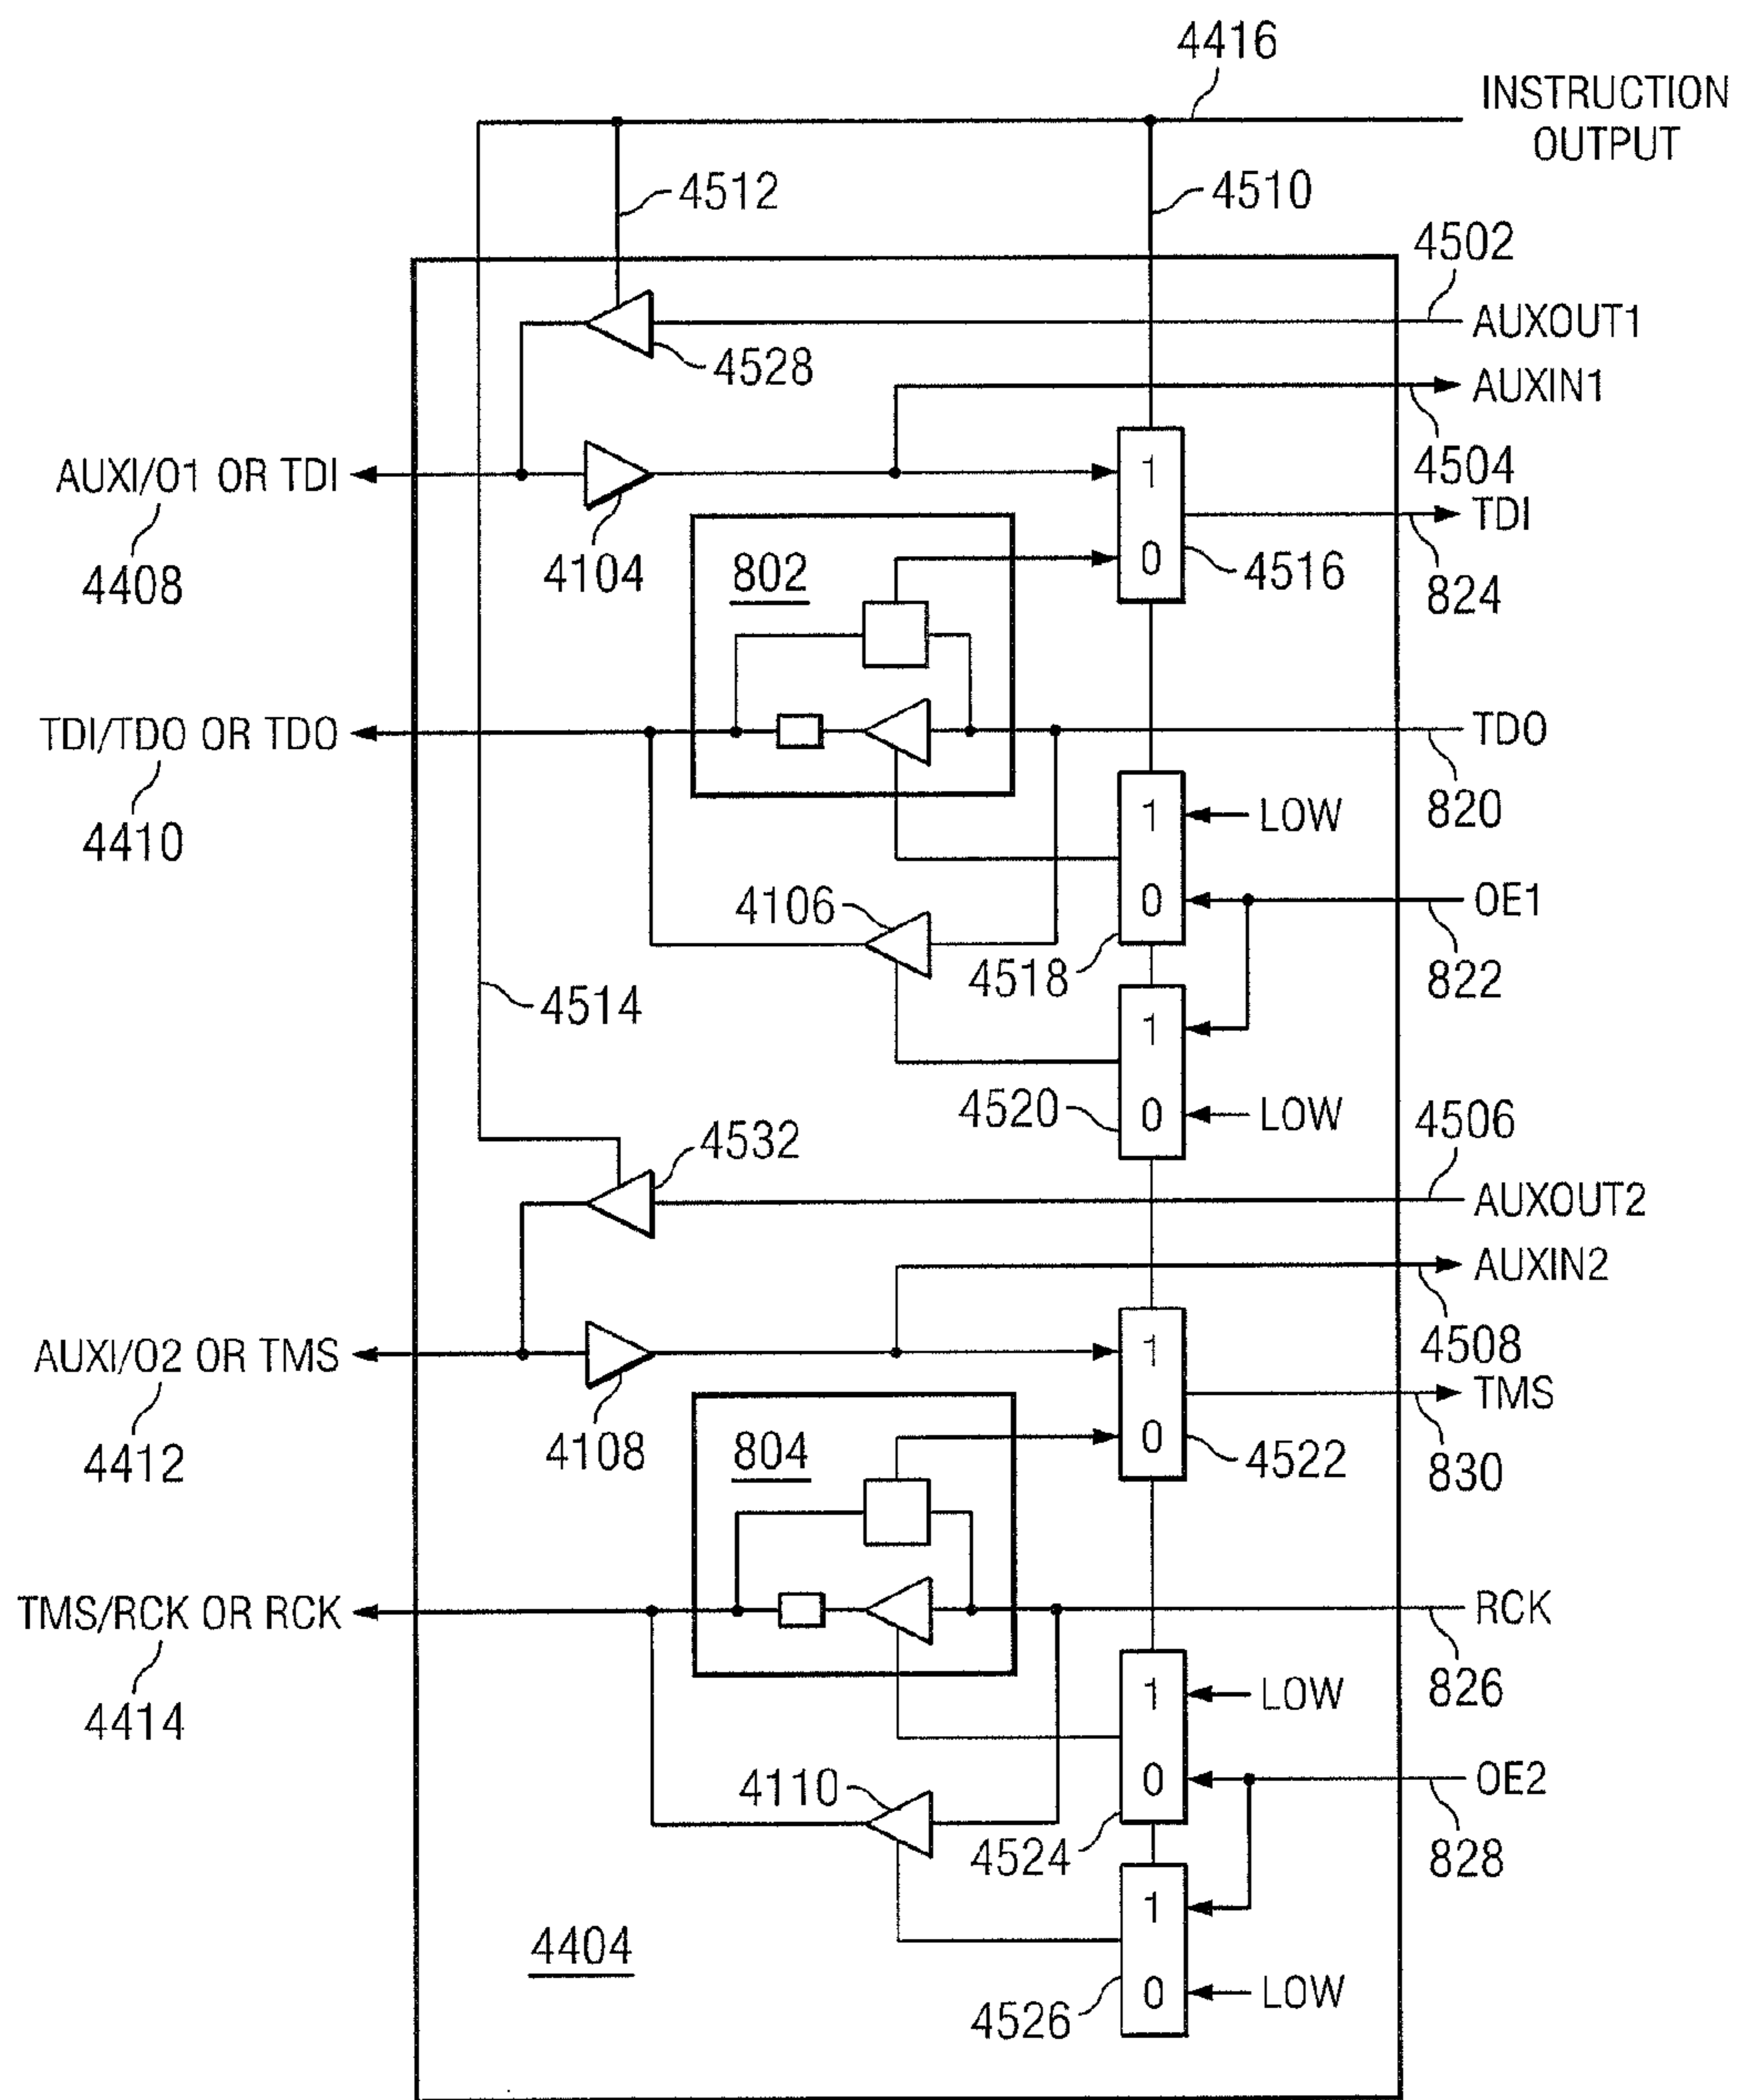 4416
INSTRUCTION
OUTPUT
4512
4510
4502
AUXOUT1
4528
AUXIN1
4504
AUXI/O1 OR TDI
4408
4104
1
0
TDI
4516
824
802
TDI/TDO OR TDO
4410
TDO
820
1
LOW
0
OE1
4106
4518
822
4514
1
4520
0
LOW
4506
4532
AUXOUT2
AUXIN2
4508
AUXI/O2 OR TMS
4412
4108
1
0
TMS
4522
830
804
TMS/RCK OR RCK
4414
RCK
826
1
LOW
0
OE2
4110
4524
828
1
4404
4526
0
LOW